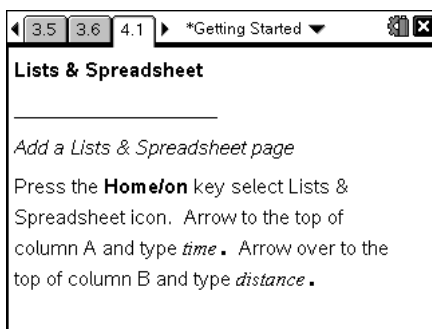 3.5 3.6 4.1 *Getting Started
Lists & Spreadsheet
Add a Lists & Spreadsheet page
Press the Home/on key select Lists &
Spreadsheet icon. Arrow to the top of
column A and type time. Arrow over to the
top of column B and type distance.